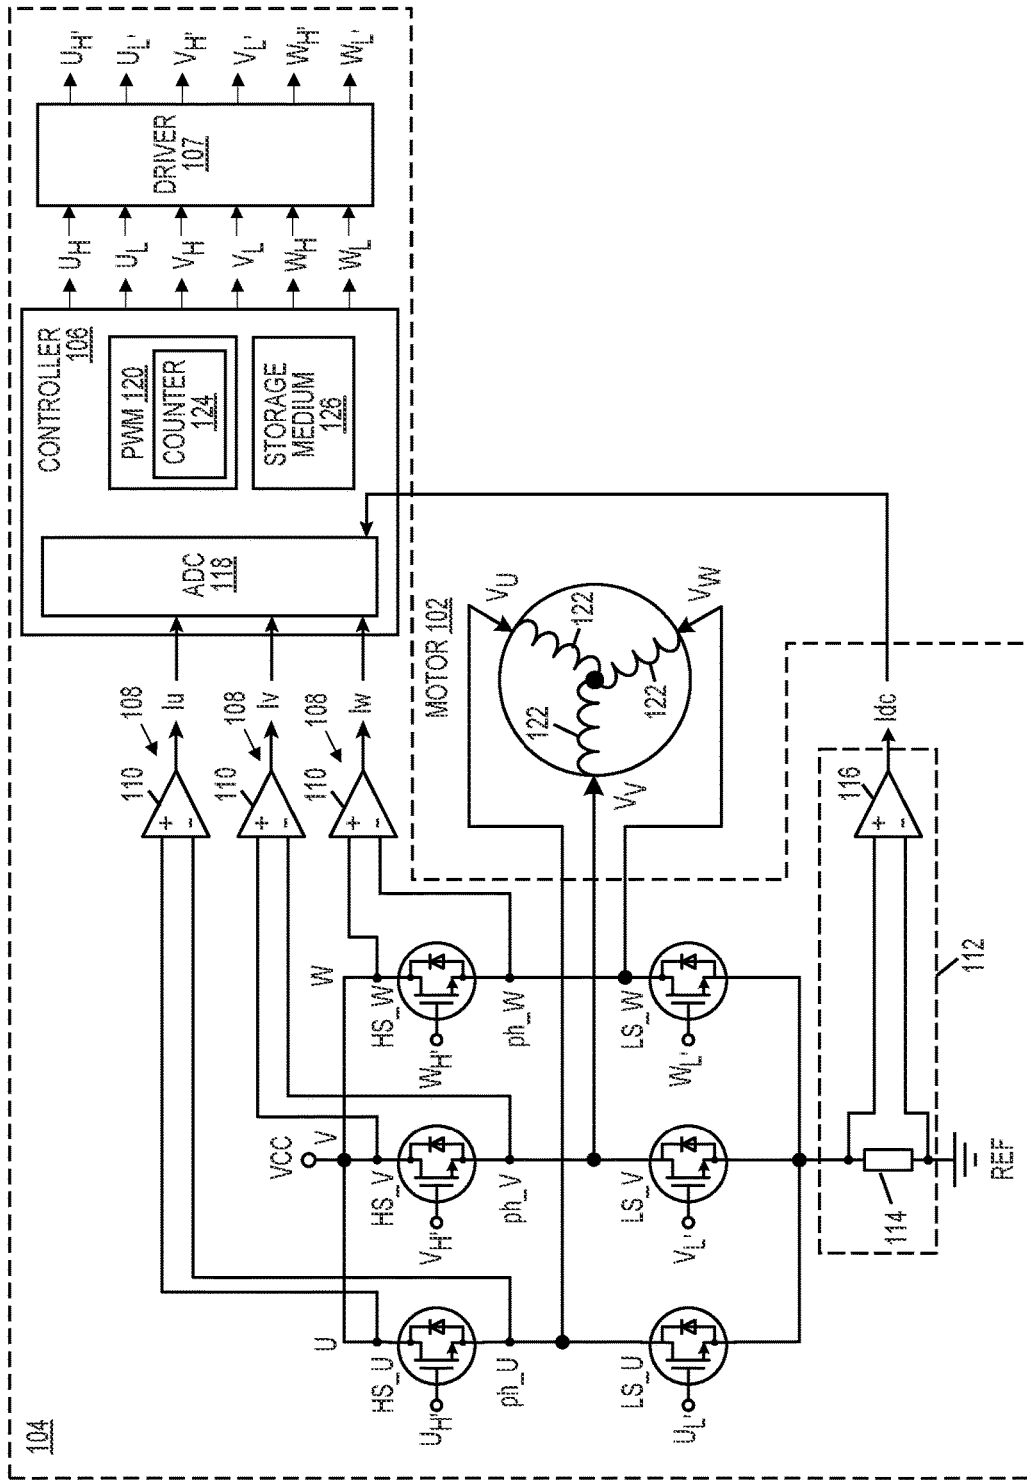 104
U_H'
U_L'
V_H'
V_L'
W_H'
W_L'
DRIVER
107
U_H
U_L
V_H
V_L
W_H
W_L
CONTROLLER
106
PWM 120
COUNTER
124
STORAGE
MEDIUM
126
ADC
118
Iu
Iv
Iw
108
108
108
110
110
110
MOTOR 102
V_U
V_V
V_W
122
122
122
VCC
U
V
W
HS_U
HS_V
HS_W
U_H'
V_H'
W_H'
ph_U
ph_V
ph_W
LS_U
LS_V
LS_W
U_L'
V_L'
W_L'
+
-
+
-
+
-
+
-
Idc
116
112
114
REF